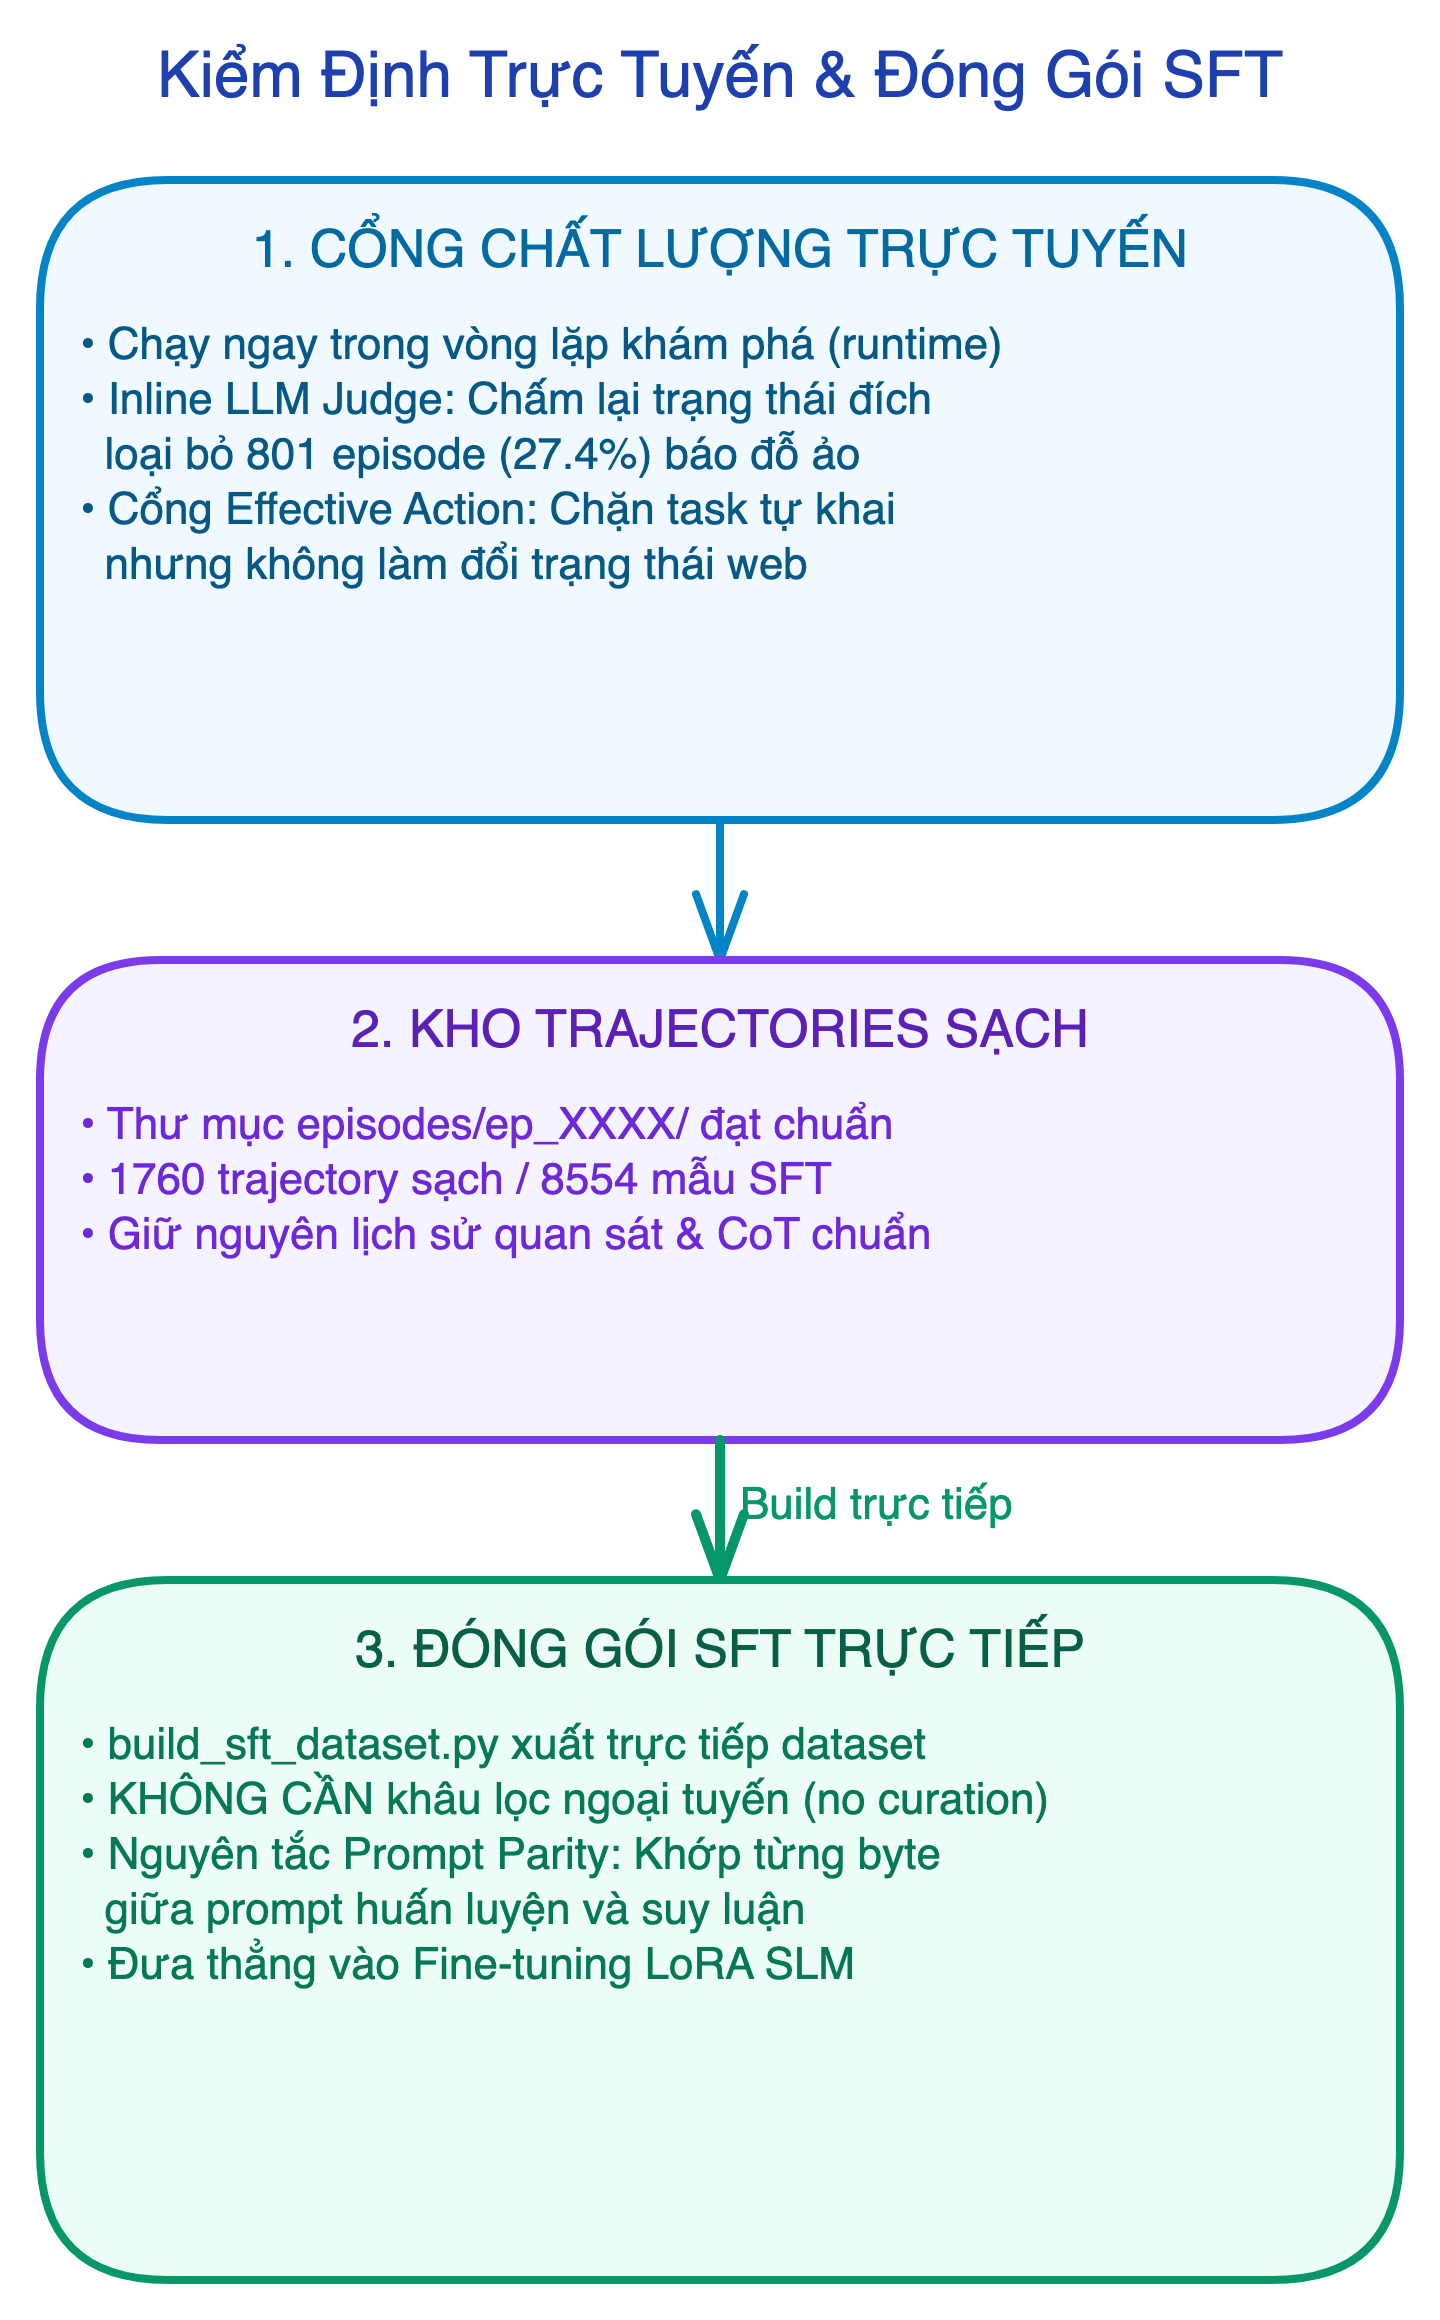 Kiểm Định Trực Tuyến & Đóng Gói SFT
1. CỔNG CHẤT LƯỢNG TRỰC TUYẾN
• Chạy ngay trong vòng lặp khám phá (runtime)
• Inline LLM Judge: Chấm lại trạng thái đích
loại bỏ 801 episode (27.4%) báo đỗ ảo
• Cổng Effective Action: Chặn task tự khai
nhưng không làm đổi trạng thái web
2. KHO TRAJECTORIES SẠCH
• Thư mục episodes/ep_XXXX/ đạt chuẩn
• 1760 trajectory sạch / 8554 mẫu SFT
• Giữ nguyên lịch sử quan sát & CoT chuẩn
Build trực tiếp
3. ĐÓNG GÓI SFT TRỰC TIẾP
• build_sft_dataset.py xuất trực tiếp dataset
• KHÔNG CẦN khâu lọc ngoại tuyến (no curation)
• Nguyên tắc Prompt Parity: Khớp từng byte
giữa prompt huấn luyện và suy luận
• Đưa thẳng vào Fine-tuning LoRA SLM